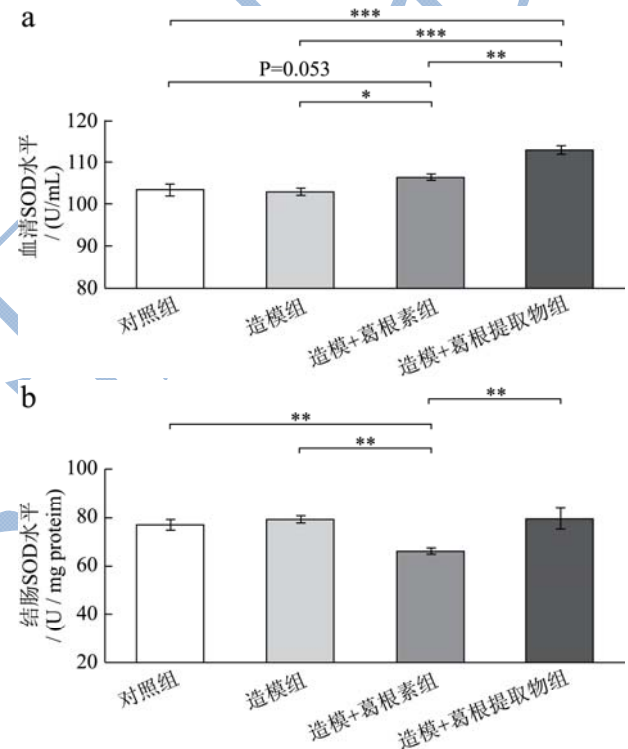 a
***
***
**
P=0.053
*
血清SOD水平
/ (U/mL)
120
110
100
90
80
对照组
造模组
造模+葛根素组
造模+葛根提取物组
b
**
**
**
结肠SOD水平
/ (U / mg proteim)
100
80
60
40
20
对照组
造模组
造模+葛根素组
造模+葛根提取物组